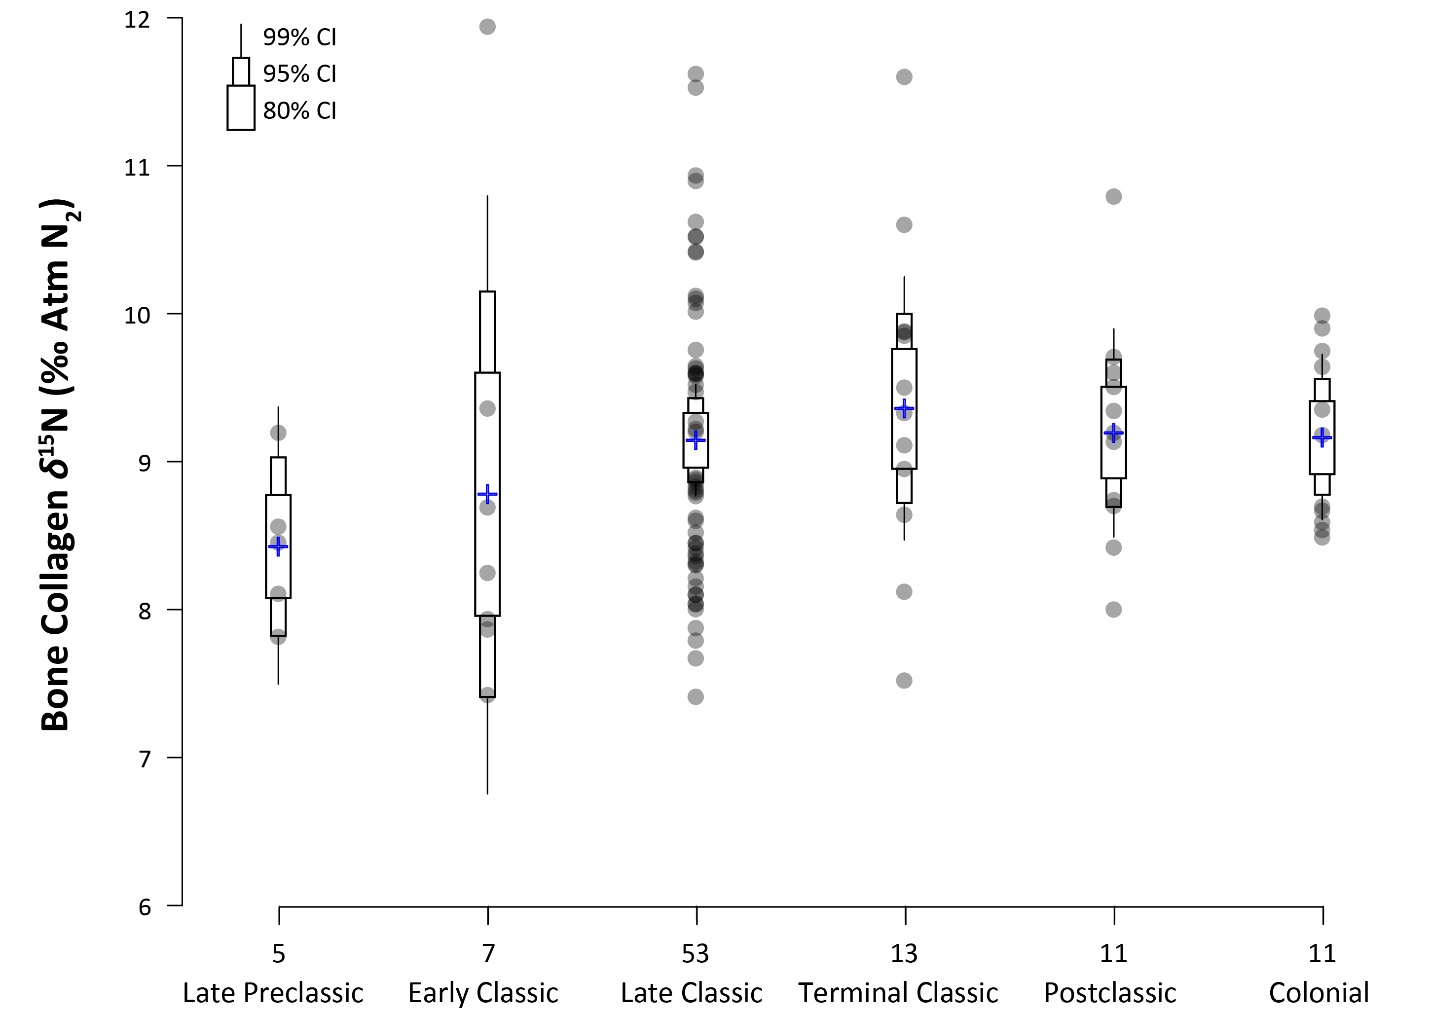 12
99% CI
95% CI
80% CI
11
10
9
8
7
6
Bone Collagen δ¹⁵N (‰ Atm N₂)
5 7 53 13 11 11
Late Preclassic Early Classic Late Classic Terminal Classic Postclassic Colonial